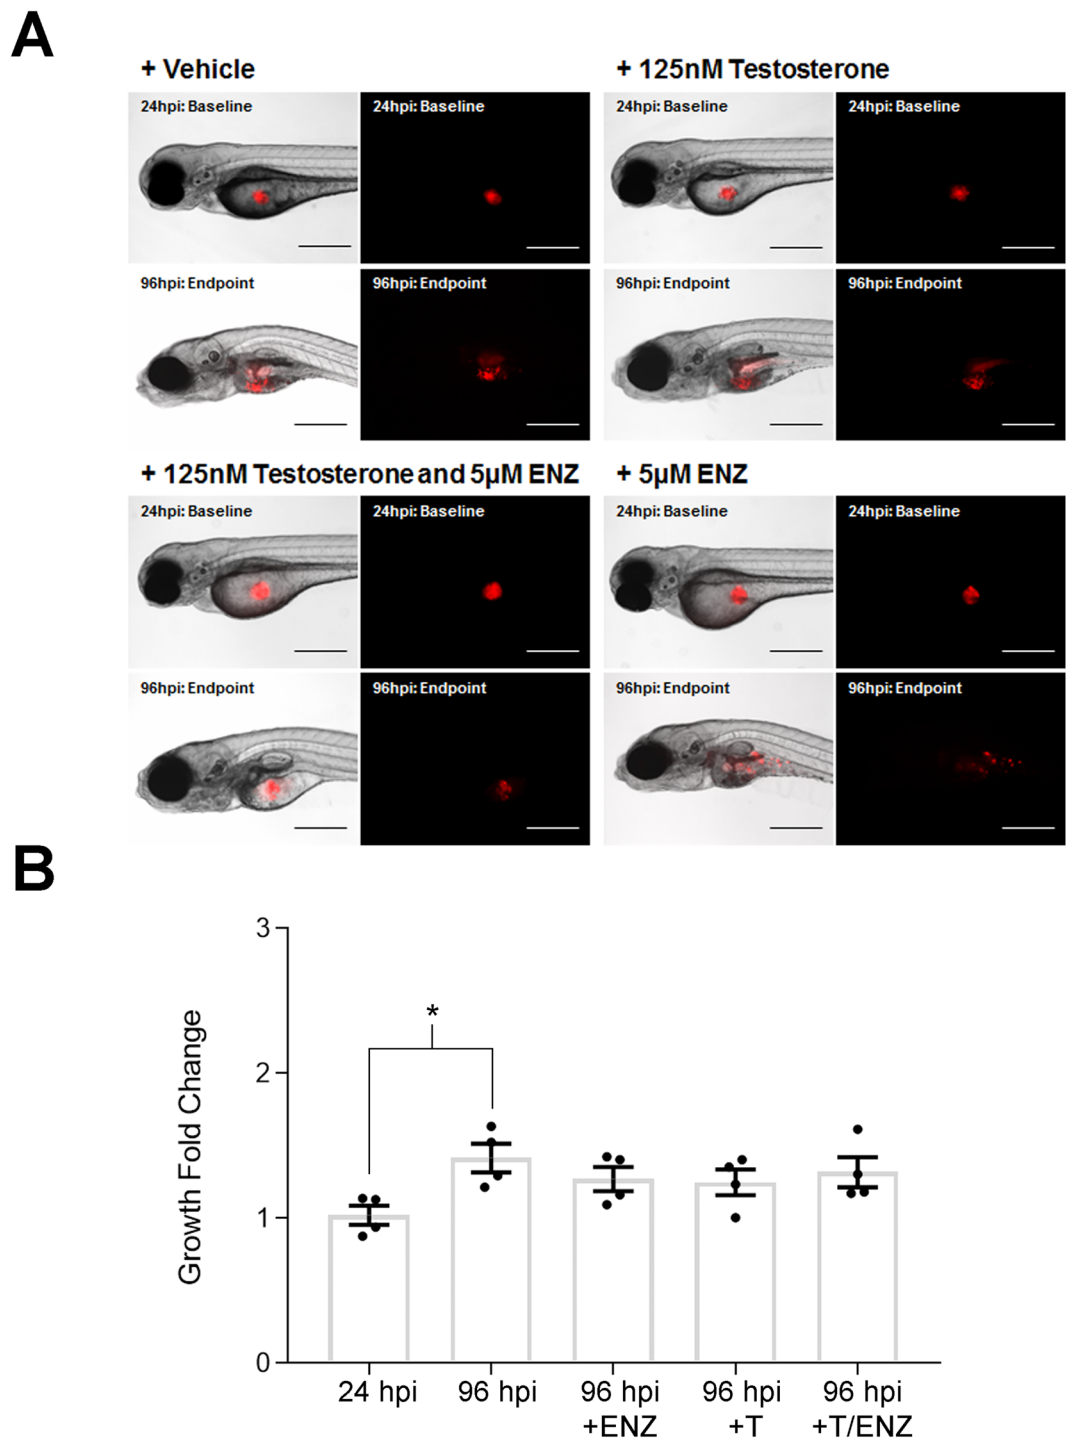 A
+ Vehicle
+ 125nM Testosterone
24hpi: Baseline
24hpi: Baseline
24hpi: Baseline
24hpi: Baseline
96hpi: Endpoint
96hpi: Endpoint
96hpi: Endpoint
96hpi: Endpoint
+ 125nM Testosterone and 5µM ENZ
+ 5µM ENZ
24hpi: Baseline
24hpi: Baseline
24hpi: Baseline
24hpi: Baseline
96hpi: Endpoint
96hpi: Endpoint
96hpi: Endpoint
96hpi: Endpoint
B
Growth Fold Change
3
2
1
0
*
24 hpi
96 hpi
96 hpi
+ENZ
96 hpi
+T
96 hpi
+T/ENZ